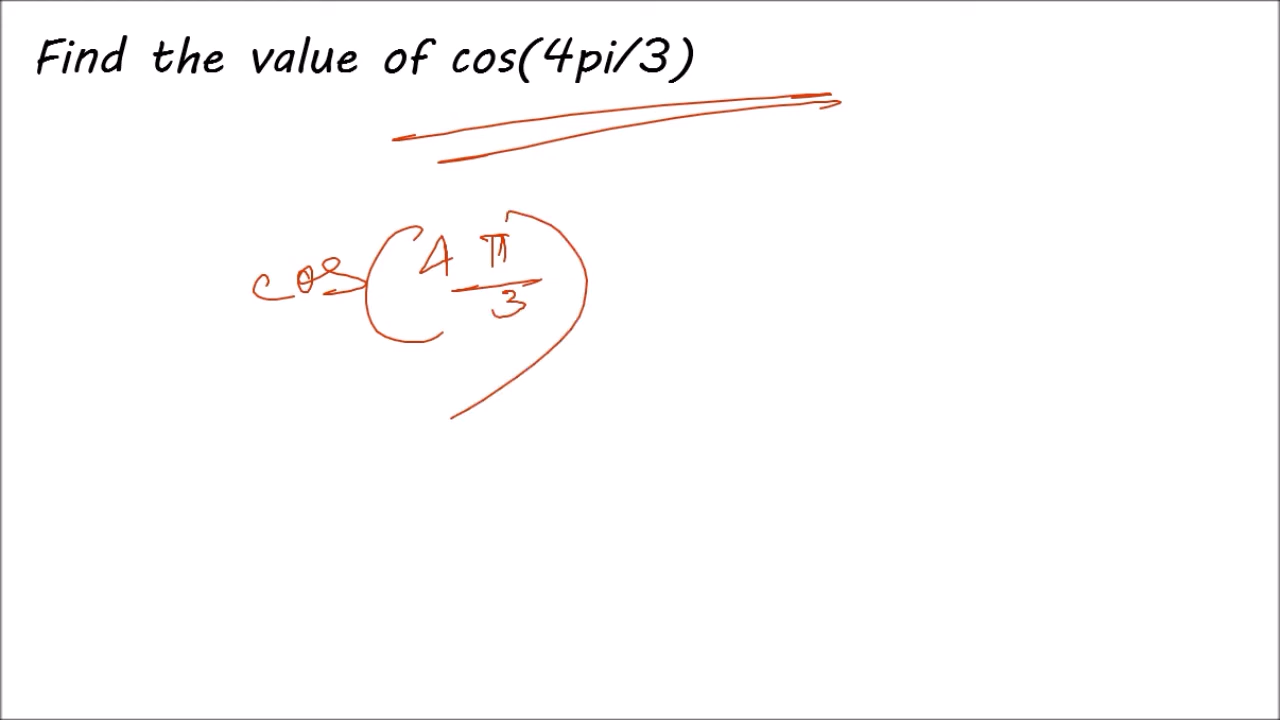 Find the value of cos(4pi/3)
cos(4π/3)